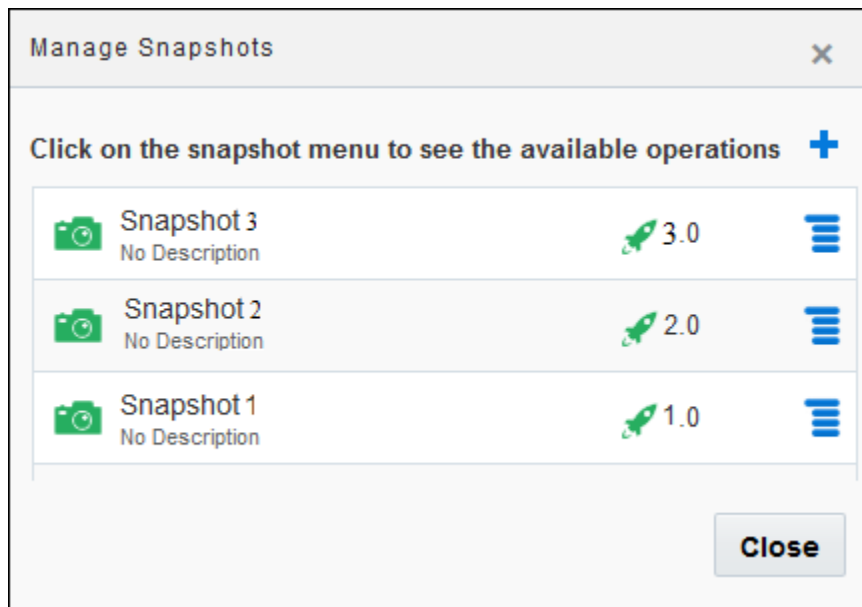 Manage Snapshots
Click on the snapshot menu to see the available operations
Snapshot 3
No Description
3.0
Snapshot 2
No Description
2.0
Snapshot 1
No Description
1.0
Close